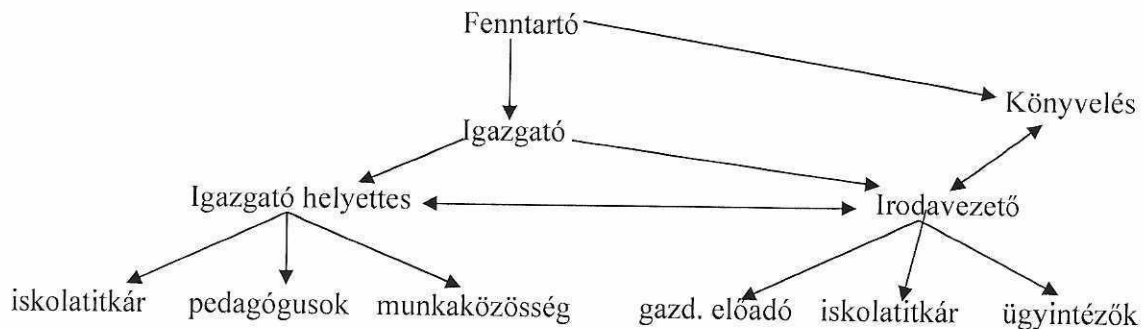 Fenntartó
Könyvelés
Igazgató
Igazgató helyettes
Irodavezető
iskolatitkár pedagógusok munkaközösség gazd. előadó iskolatitkár ügyintézők